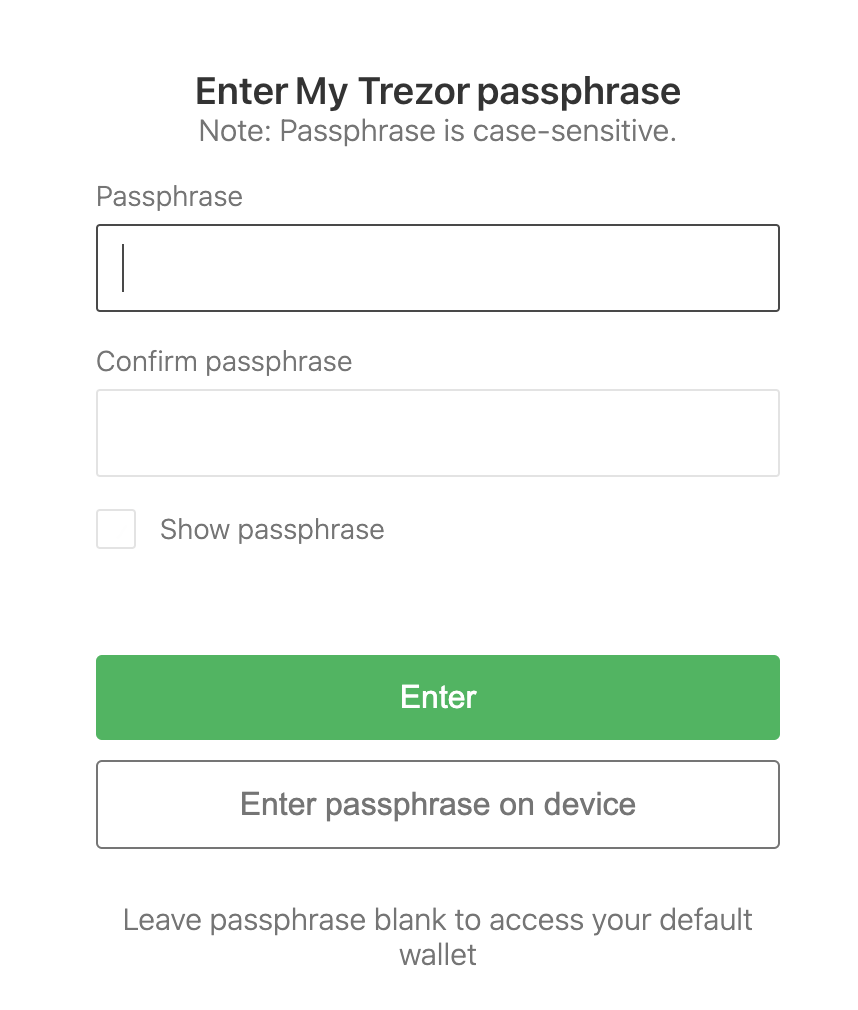 Enter My Trezor passphrase
Note: Passphrase is case-sensitive.
Passphrase
Confirm passphrase
Show passphrase
Enter
Enter passphrase on device
Leave passphrase blank to access your default
wallet